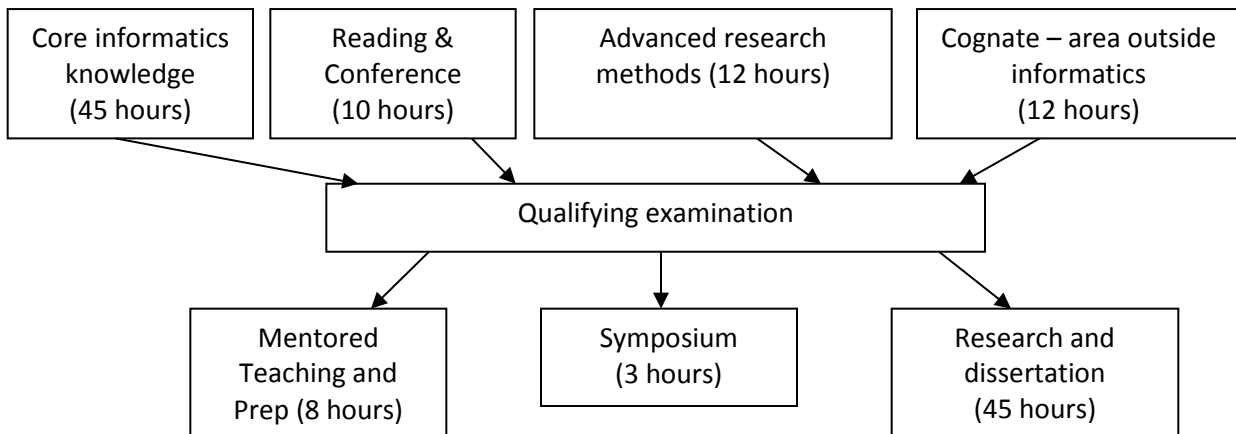 Core informatics
knowledge
(45 hours)
Reading &
Conference
(10 hours)
Advanced research
methods (12 hours)
Cognate – area outside
informatics
(12 hours)
Qualifying examination
Mentored
Teaching and
Prep (8 hours)
Symposium
(3 hours)
Research and
dissertation
(45 hours)